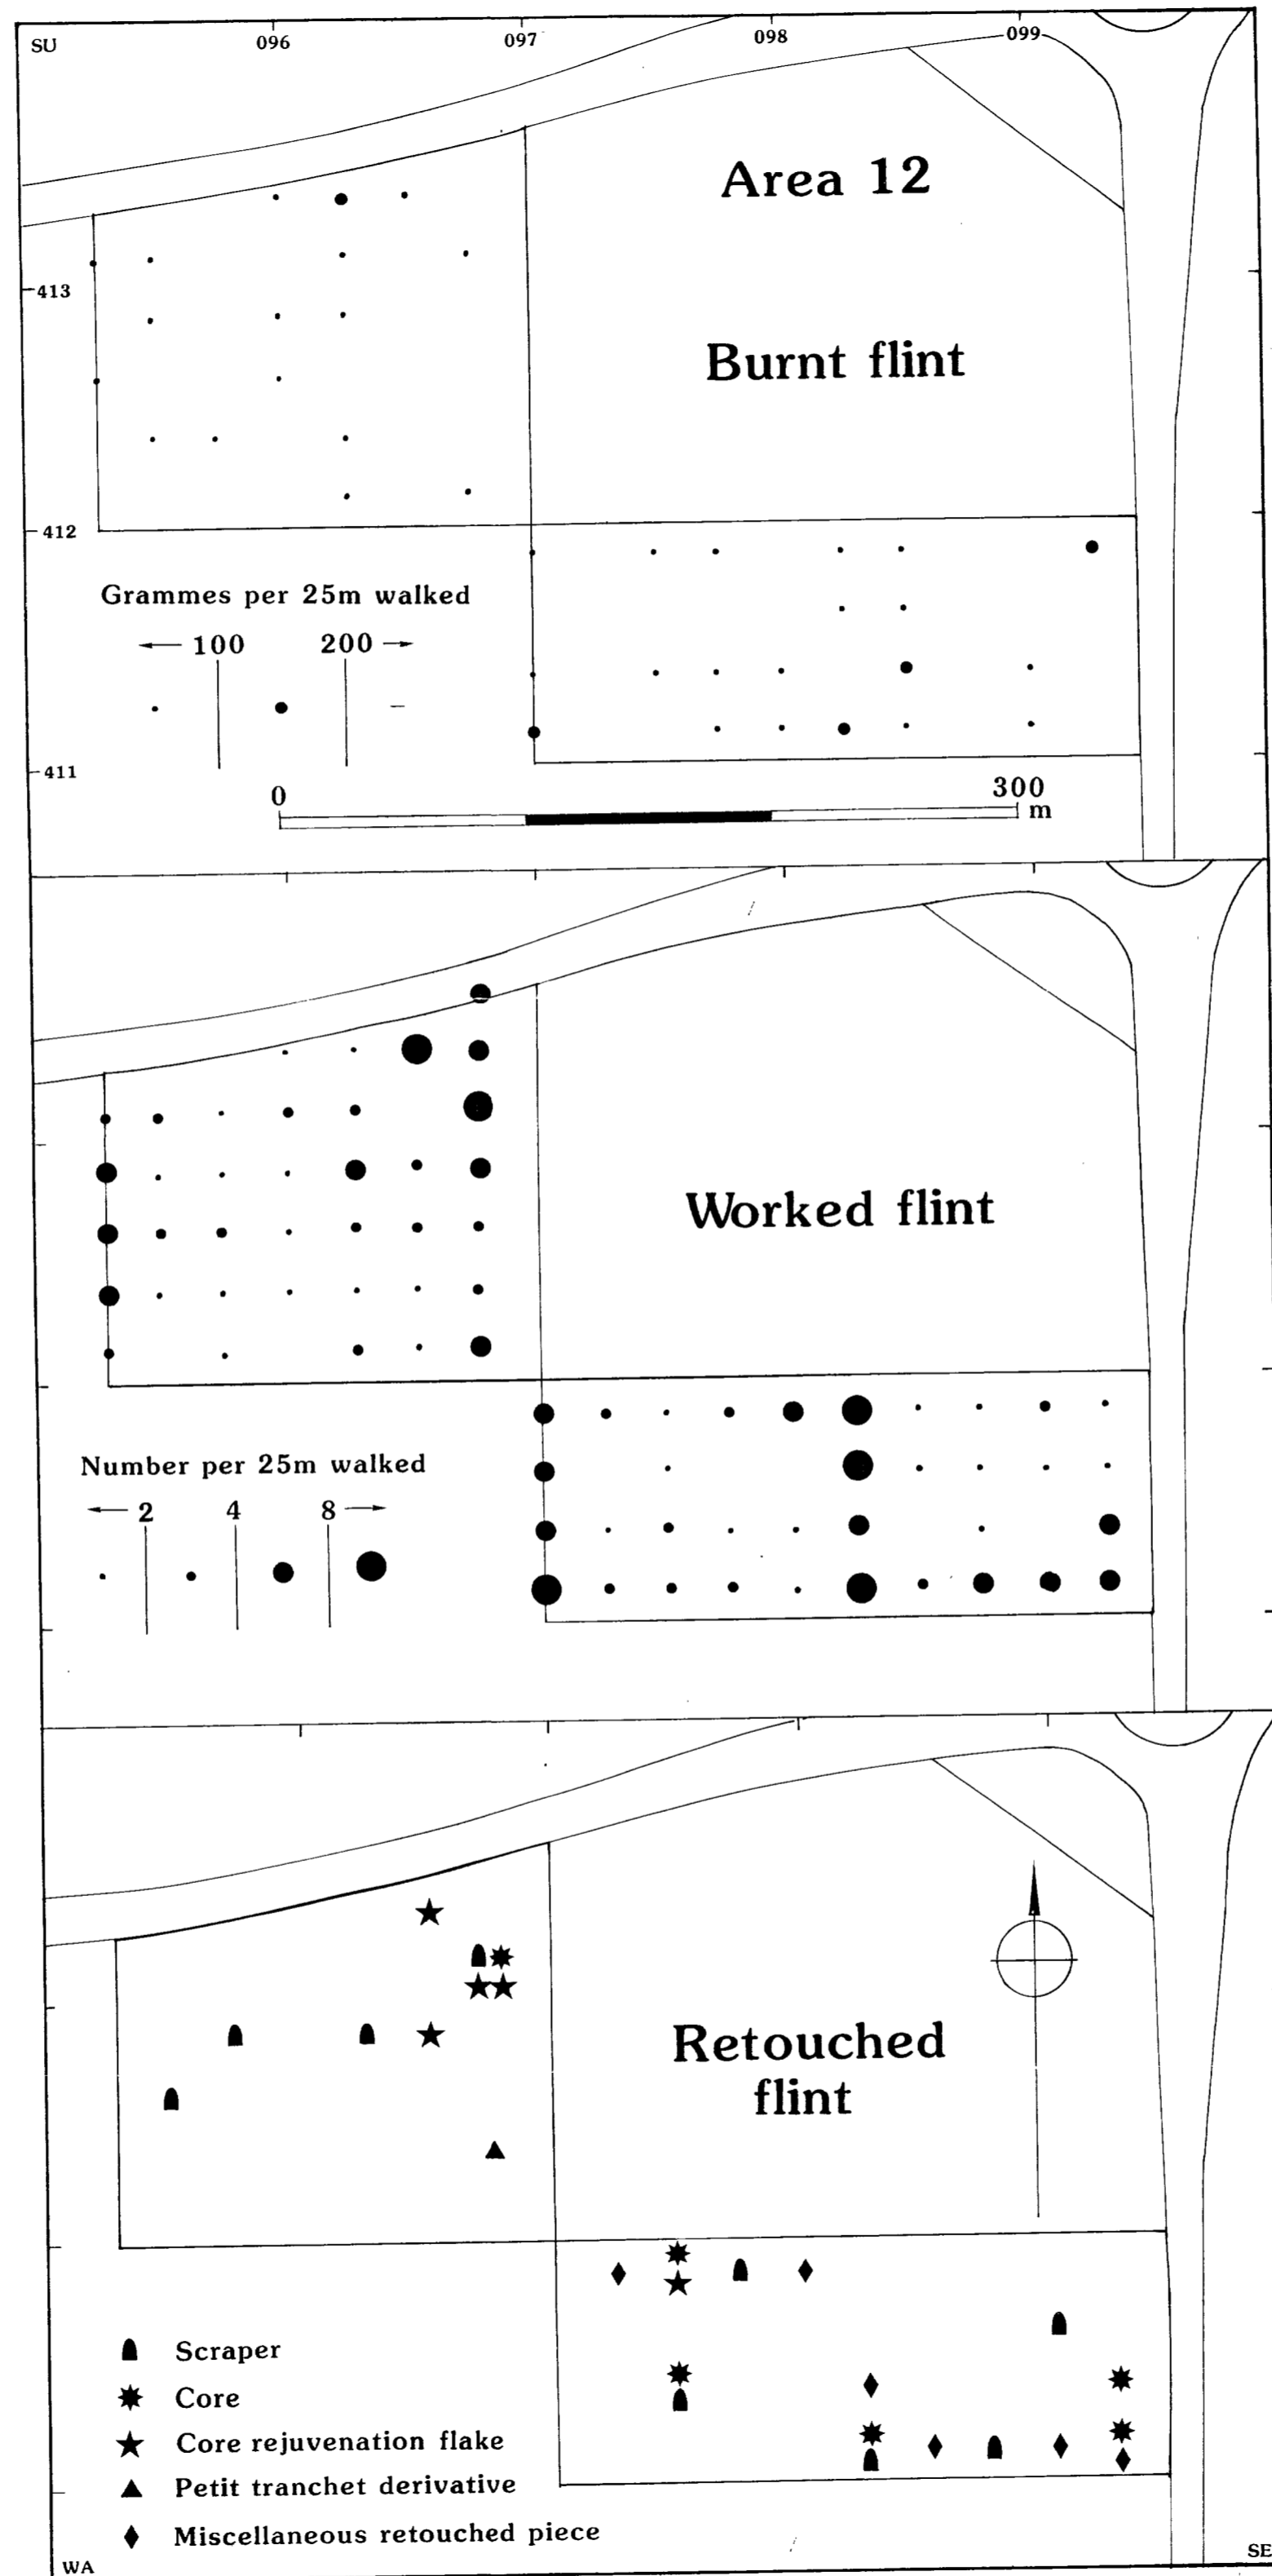 SU
096 097 098 099
Area 12
413
Burnt flint
412
Grammes per 25m walked
← 100 200 →
–
411
0 300
m
Worked flint
Number per 25m walked
← 2 4 8 →
Retouched
flint
Scraper
Core
Core rejuvenation flake
Petit tranchet derivative
Miscellaneous retouched piece
WA SE